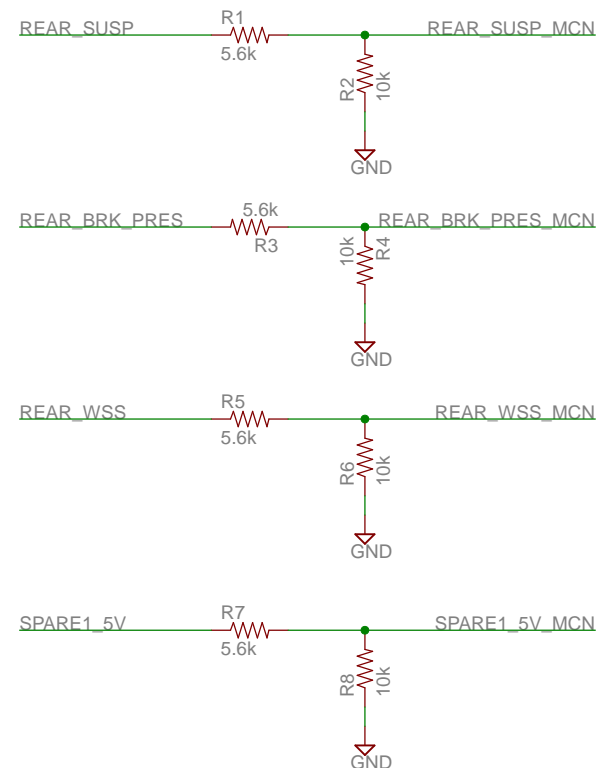 R1
REAR_SUSP
REAR_SUSP_MCN
5.6k
R2
10k
GND
5.6k
REAR_BRK_PRES
REAR_BRK_PRES_MCN
R3
10k
R4
GND
R5
REAR_WSS
REAR_WSS_MCN
5.6k
R6
10k
GND
R7
SPARE1_5V
SPARE1_5V_MCN
5.6k
R8
10k
GND